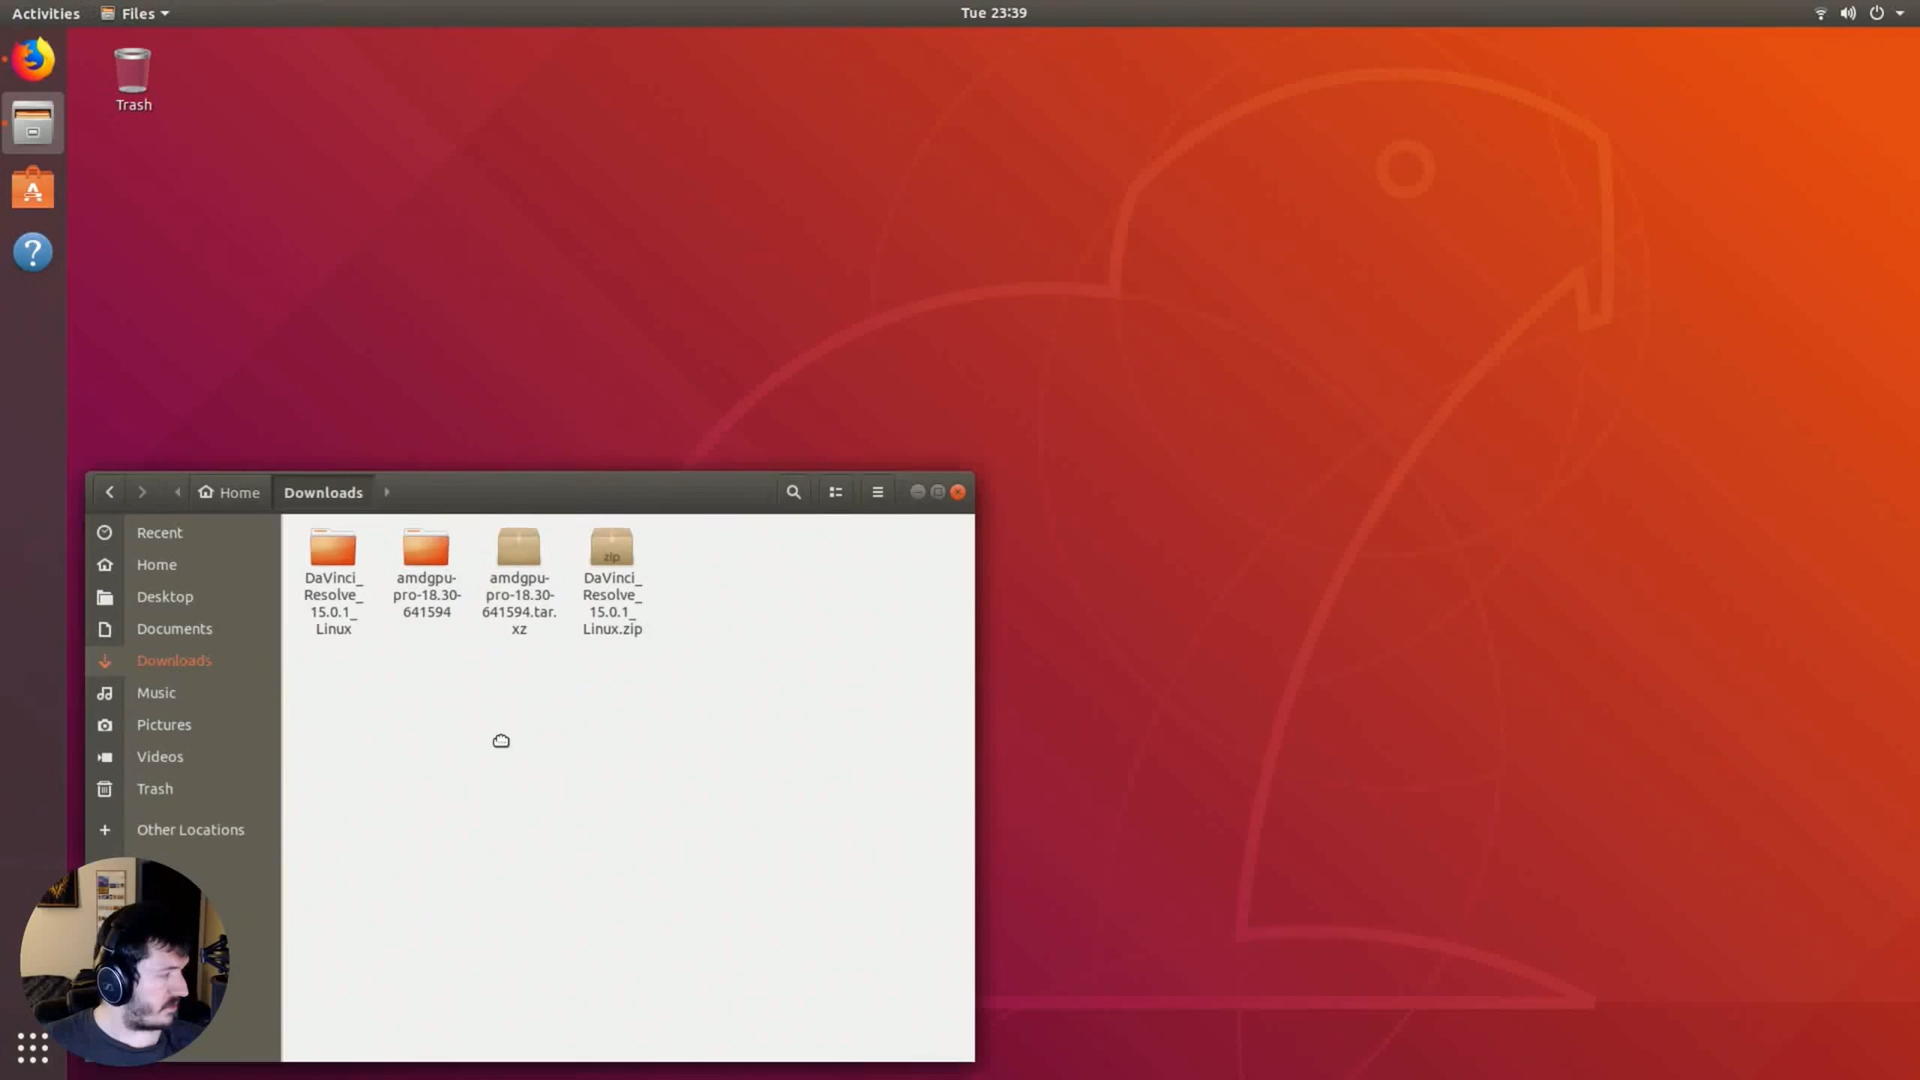 Activities
Files
Tue 23:39
Trash
Home
Downloads
Recent
Home
Desktop
Documents
Downloads
Music
Pictures
Videos
Trash
Other Locations
DaVinci_
Resolve_
15.0.1_
Linux
amdgpu-
pro-18.30-
641594
amdgpu-
pro-18.30-
641594.tar.
xz
zip
DaVinci_
Resolve_
15.0.1_
Linux.zip